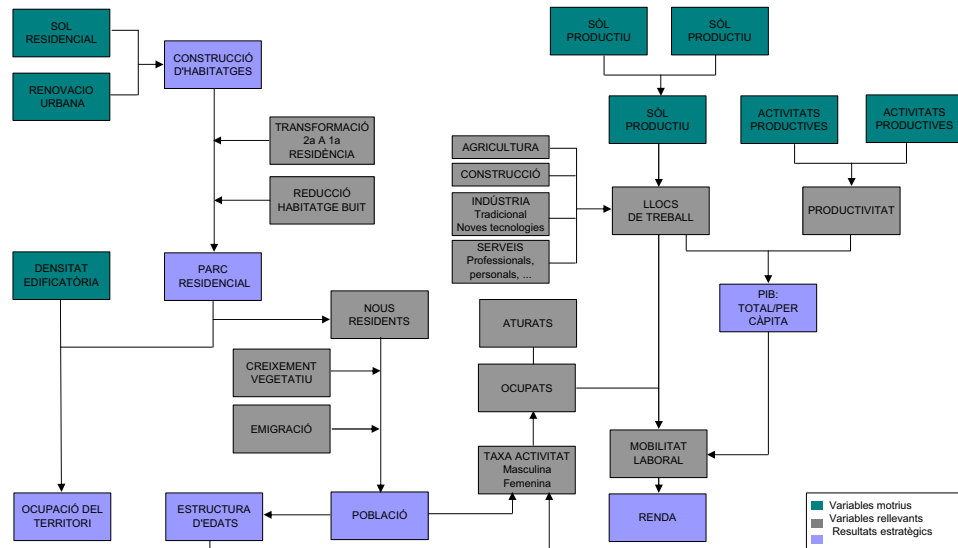 SOL
RESIDENCIAL
RENOVACIO
URBANA
CONSTRUCCIÓ
D'HABITATGES
TRANSFORMACIÓ
2a A 1a
RESIDÈNCIA
REDUCCIÓ
HABITATGE BUIT
DENSITAT
EDIFICATÒRIA
PARC
RESIDENCIAL
NOUS
RESIDENTS
CREIXEMENT
VEGETATIU
EMIGRACIÓ
OCUPACIÓ DEL
TERRITORI
ESTRUCTURA
D'EDATS
POBLACIÓ
SÒL
PRODUCTIU
SÒL
PRODUCTIU
SÒL
PRODUCTIU
ACTIVITATS
PRODUCTIVES
ACTIVITATS
PRODUCTIVES
AGRICULTURA
CONSTRUCCIÓ
INDÚSTRIA
Tradicional
Noves tecnologies
SERVEIS
Professionals,
personals, ...
LLOCS
DE TREBALL
PRODUCTIVITAT
PIB:
TOTAL/PER
CÀPITA
ATURATS
OCUPATS
TAXA ACTIVITAT
Masculina
Femenina
MOBILITAT
LABORAL
RENDA
Variables motrius
Variables rellevants
Resultats estratègics